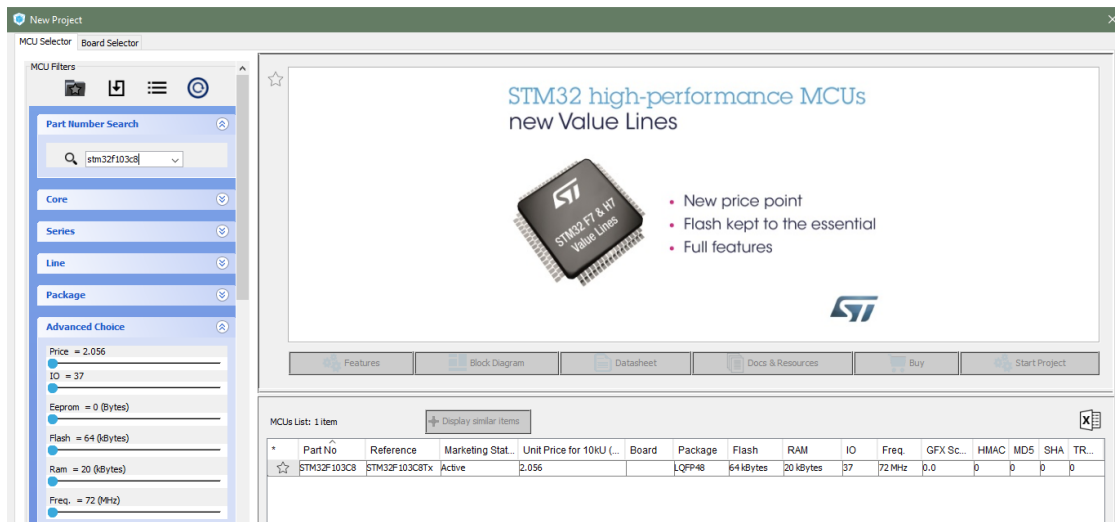 New Project
MCU Selector Board Selector
MCU Filters
Part Number Search
stm32f103c8
Core
Series
Line
Package
Advanced Choice
Price = 2.056
IO = 37
Eeprom = 0 (Bytes)
Flash = 64 (kBytes)
Ram = 20 (kBytes)
Freq. = 72 (MHz)
STM32 high-performance MCUs
new Value Lines
ST
STM32 F7 & H7
Value Lines
• New price point
• Flash kept to the essential
• Full features
ST
Features Block Diagram Datasheet Docs & Resources Buy Start Project
MCUs List: 1 item Display similar items
* Part No Reference Marketing Stat... Unit Price for 10kU (... Board Package Flash RAM IO Freq. GFX Sc... HMAC MD5 SHA TR...
STM32F103C8 STM32F103C8Tx Active 2.056 LQFP48 64 kBytes 20 kBytes 37 72 MHz 0.0 0 0 0 0